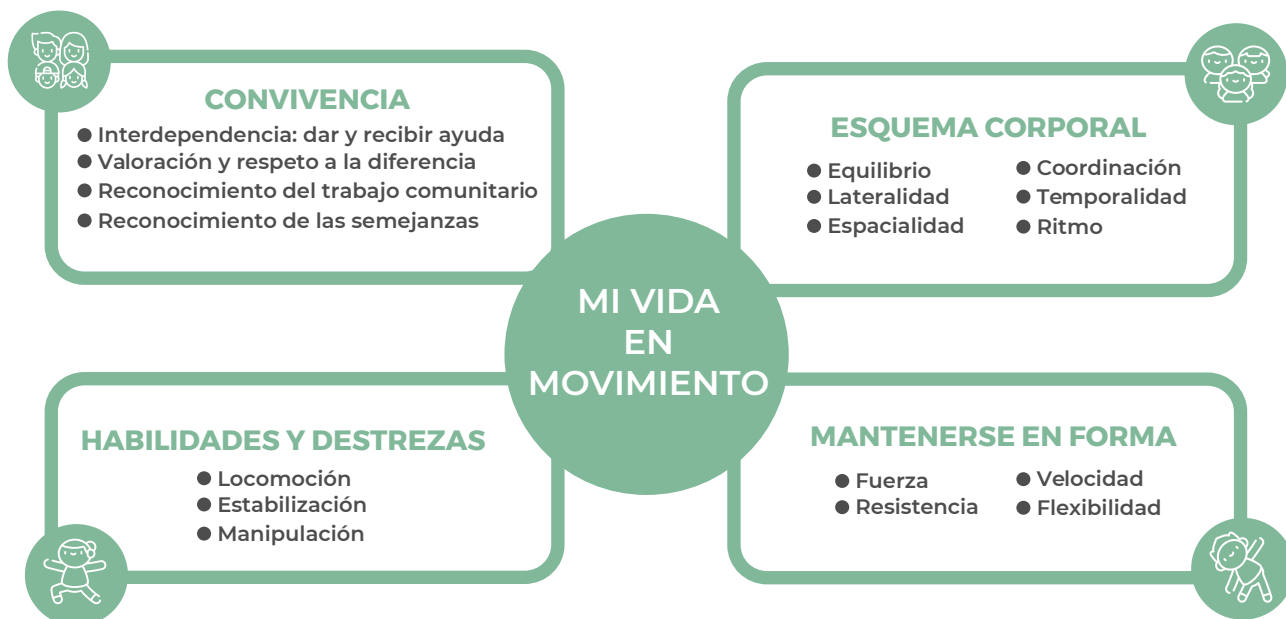 CONVIVENCIA
● Interdependencia: dar y recibir ayuda
● Valoración y respeto a la diferencia
● Reconocimiento del trabajo comunitario
● Reconocimiento de las semejanzas
ESQUEMA CORPORAL
● Equilibrio
● Lateralidad
● Espacialidad
● Coordinación
● Temporalidad
● Ritmo
MI VIDA
EN
MOVIMIENTO
HABILIDADES Y DESTREZAS
● Locomoción
● Estabilización
● Manipulación
MANTENERSE EN FORMA
● Fuerza
● Resistencia
● Velocidad
● Flexibilidad